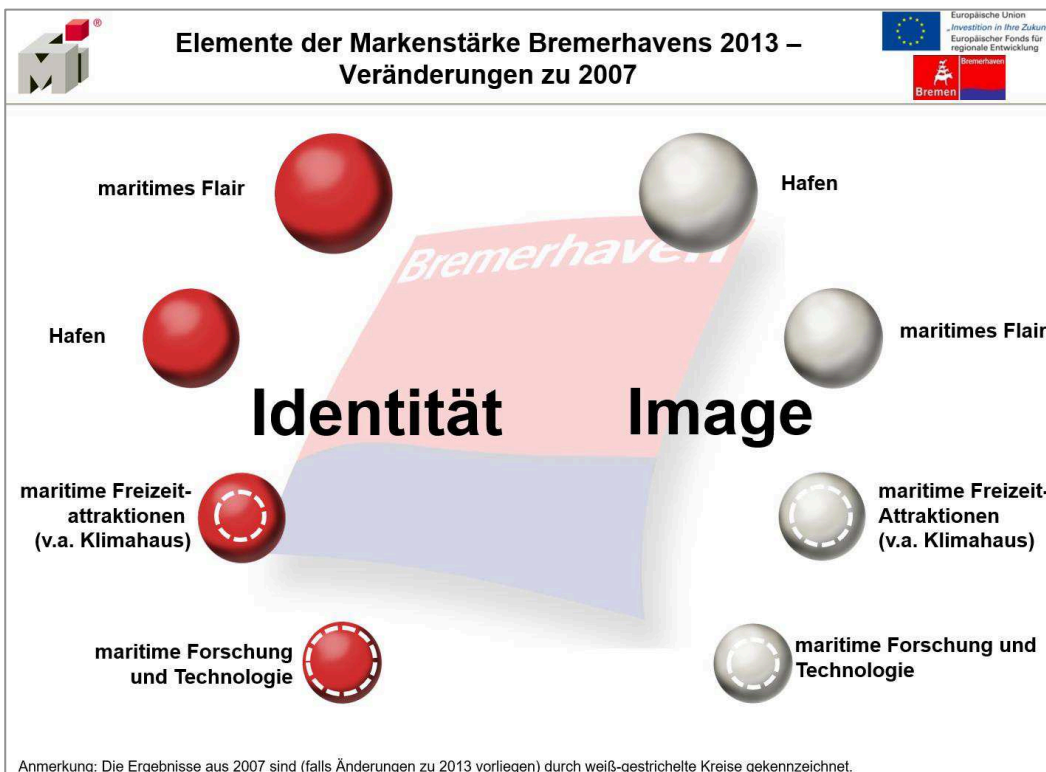 ®
Elemente der Markenstärke Bremerhavens 2013 –
Veränderungen zu 2007
Europäische Union
„Investition in Ihre Zukun
Europäischer Fonds für
regionale Entwicklung
Bremerhaven
Bremen
maritimes Flair
Hafen
Bremerhaven
Hafen
maritimes Flair
Identität
Image
maritime Freizeit-
attraktionen
(v.a. Klimahaus)
maritime Freizeit-
Attraktionen
(v.a. Klimahaus)
maritime Forschung
und Technologie
maritime Forschung und
Technologie
Anmerkung: Die Ergebnisse aus 2007 sind (falls Änderungen zu 2013 vorliegen) durch weiß-gestrichelte Kreise gekennzeichnet.